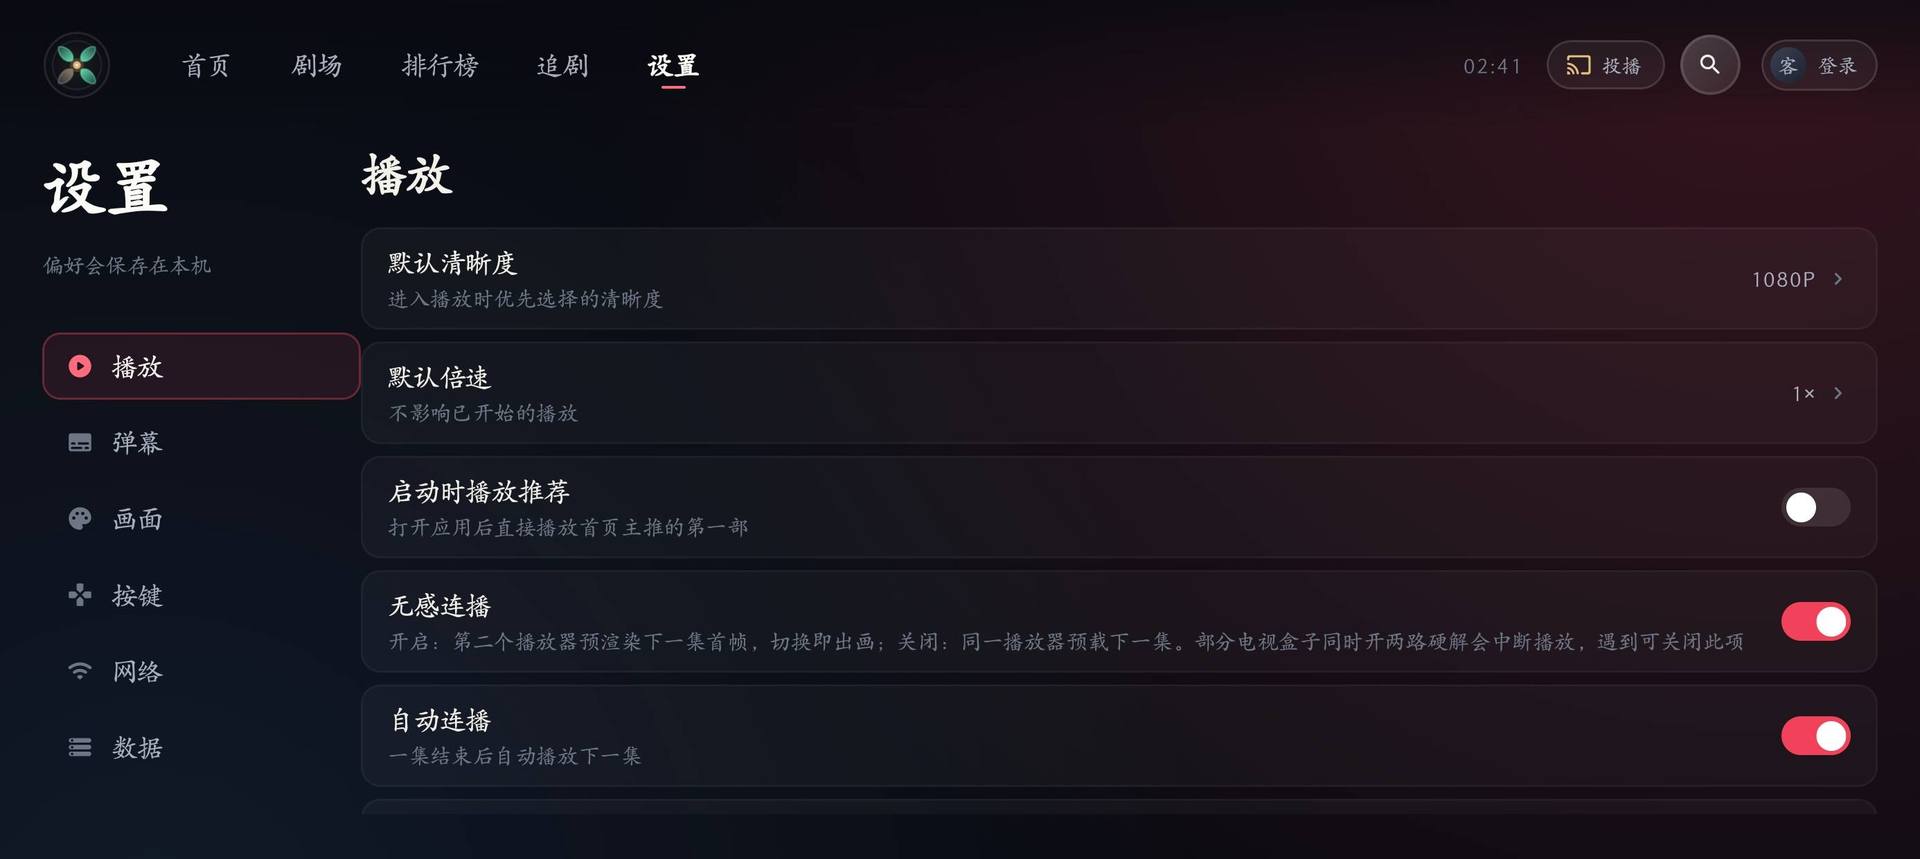 首页 剧场 排行榜 追剧 设置 02:41 投播 客 登录
设置
偏好会保存在本机
播放
弹幕
画面
按键
网络
数据
播放
默认清晰度
进入播放时优先选择的清晰度
1080P
默认倍速
不影响已开始的播放
1×
启动时播放推荐
打开应用后直接播放首页主推的第一部
无感连播
开启：第二个播放器预渲染下一集首帧，切换即出画；关闭：同一播放器预载下一集。部分电视盒子同时开两路硬解会中断播放，遇到可关闭此项
自动连播
一集结束后自动播放下一集